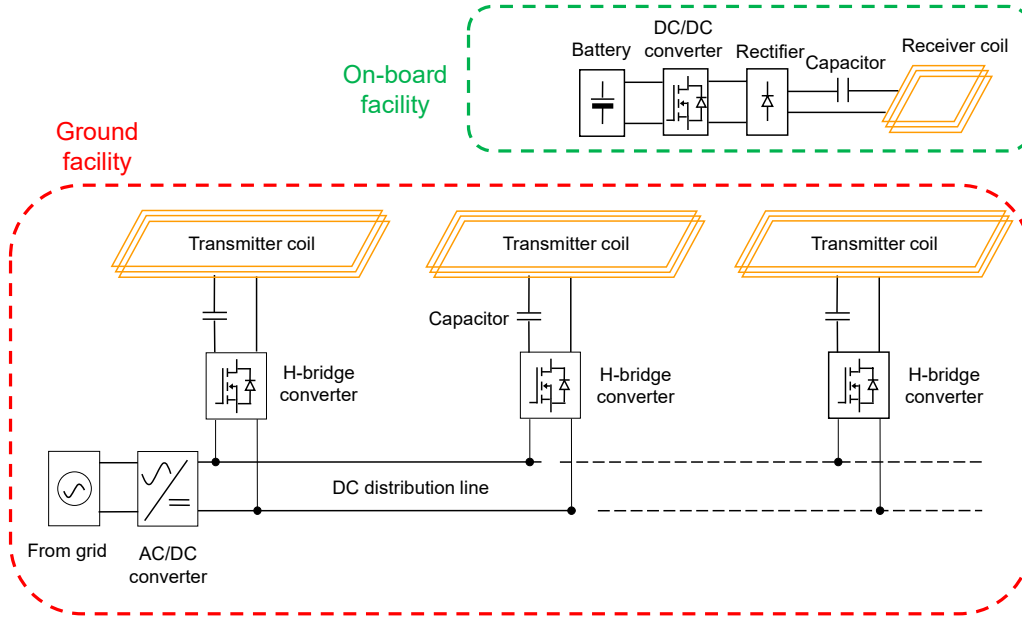 On-board
facility
Battery
DC/DC
converter
Rectifier
Capacitor
Receiver coil
Ground
facility
Transmitter coil
Transmitter coil
Transmitter coil
Capacitor
H-bridge
converter
H-bridge
converter
H-bridge
converter
DC distribution line
From grid
AC/DC
converter